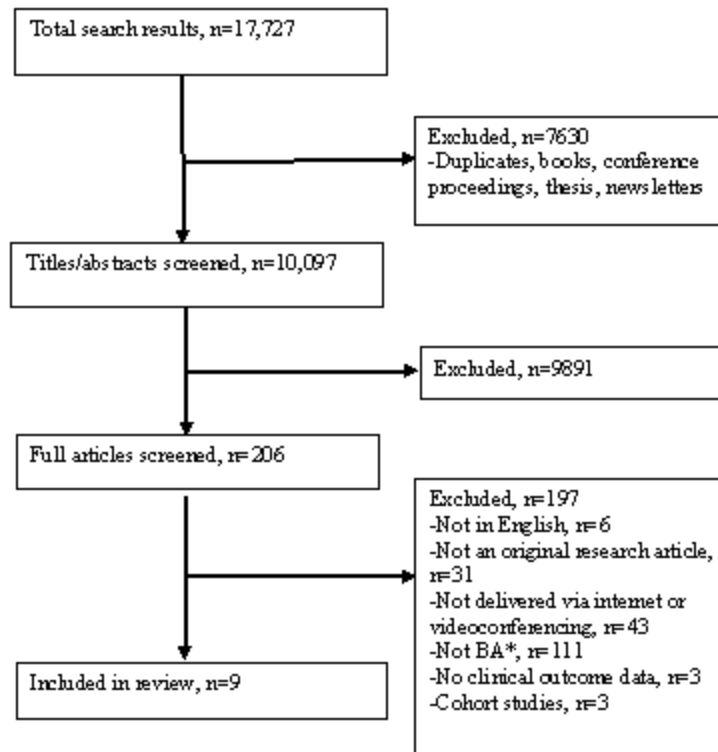 Total search results, n=17,727
Excluded, n=7630
-Duplicates, books, conference
proceedings, thesis, newsletters
Titles/abstracts screened, n=10,097
Excluded, n=9891
Full articles screened, n=206
Excluded, n=197
-Not in English, n=6
-Not an original research article,
n=31
-Not delivered via internet or
videoconferencing, n=43
-Not BA*, n=111
-No clinical outcome data, n=3
-Cohort studies, n=3
Included in review, n=9